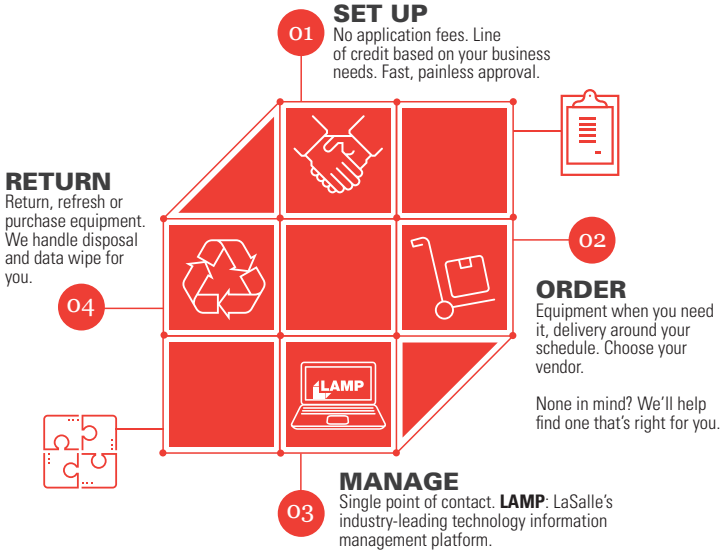 01
SET UP
No application fees. Line
of credit based on your business
needs. Fast, painless approval.
02
ORDER
Equipment when you need
it, delivery around your
schedule. Choose your
vendor.
None in mind? We’ll help
find one that’s right for you.
LAMP
03
MANAGE
Single point of contact. LAMP: LaSalle’s
industry-leading technology information
management platform.
RETURN
Return, refresh or
purchase equipment.
We handle disposal
and data wipe for
you.
04